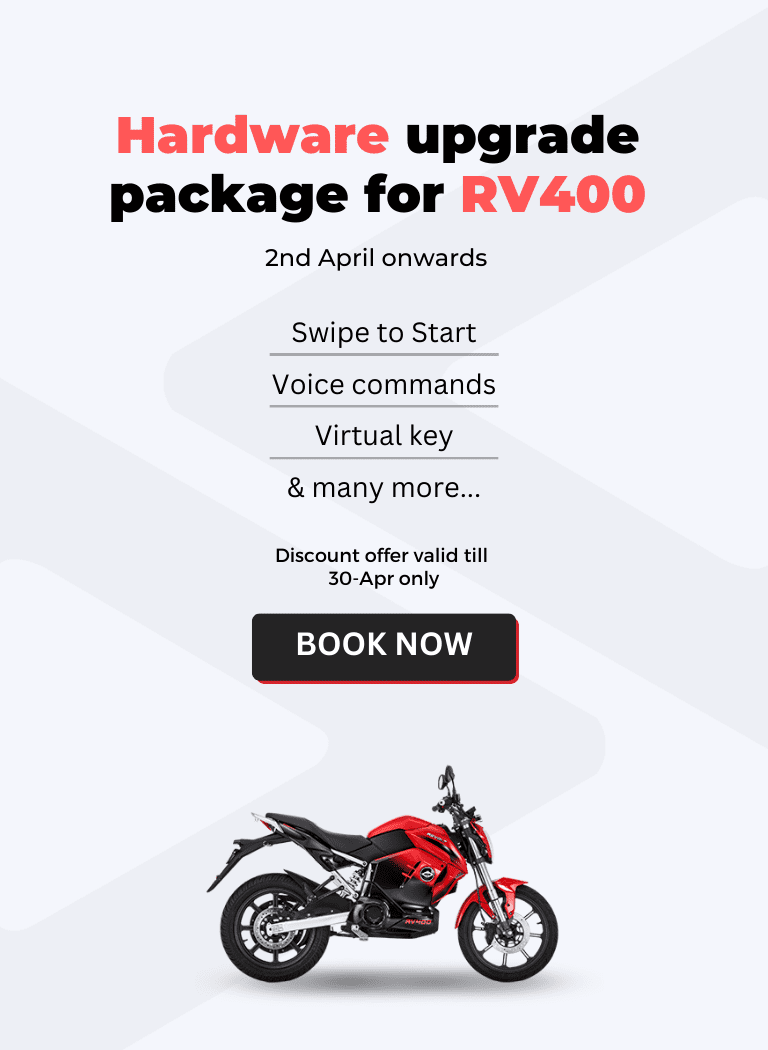 Hardware upgrade
package for RV400
2nd April onwards
Swipe to Start
Voice commands
Virtual key
& many more...
Discount offer valid till
30-Apr only
BOOK NOW
RV400